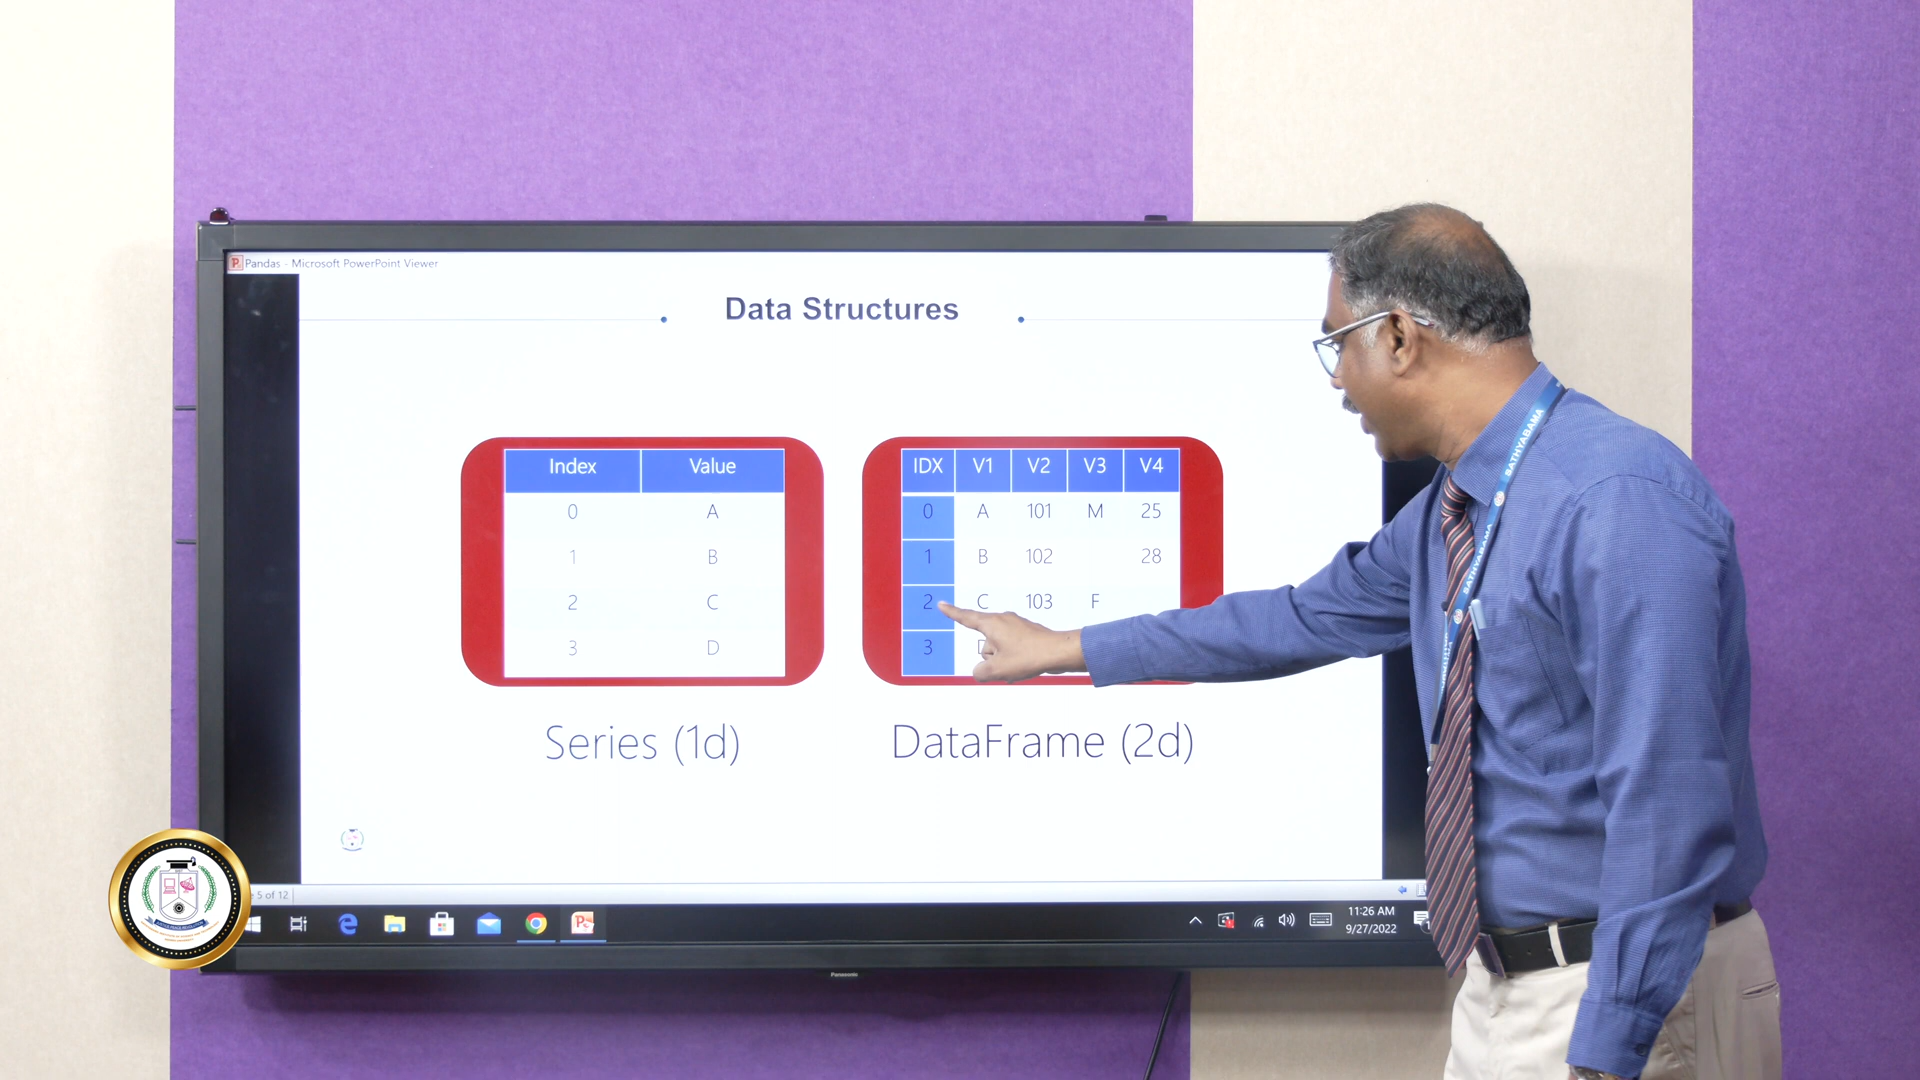 Pandas - Microsoft PowerPoint Viewer
Data Structures
Index Value
0 A
1 B
2 C
3 D
IDX V1 V2 V3 V4
0 A 101 M 25
1 B 102 28
2 C 103 F
3
Series (1d)
DataFrame (2d)
5 of 12
11:26 AM
9/27/2022
Panasonic
SATHYABAMA
SATHYABAMA